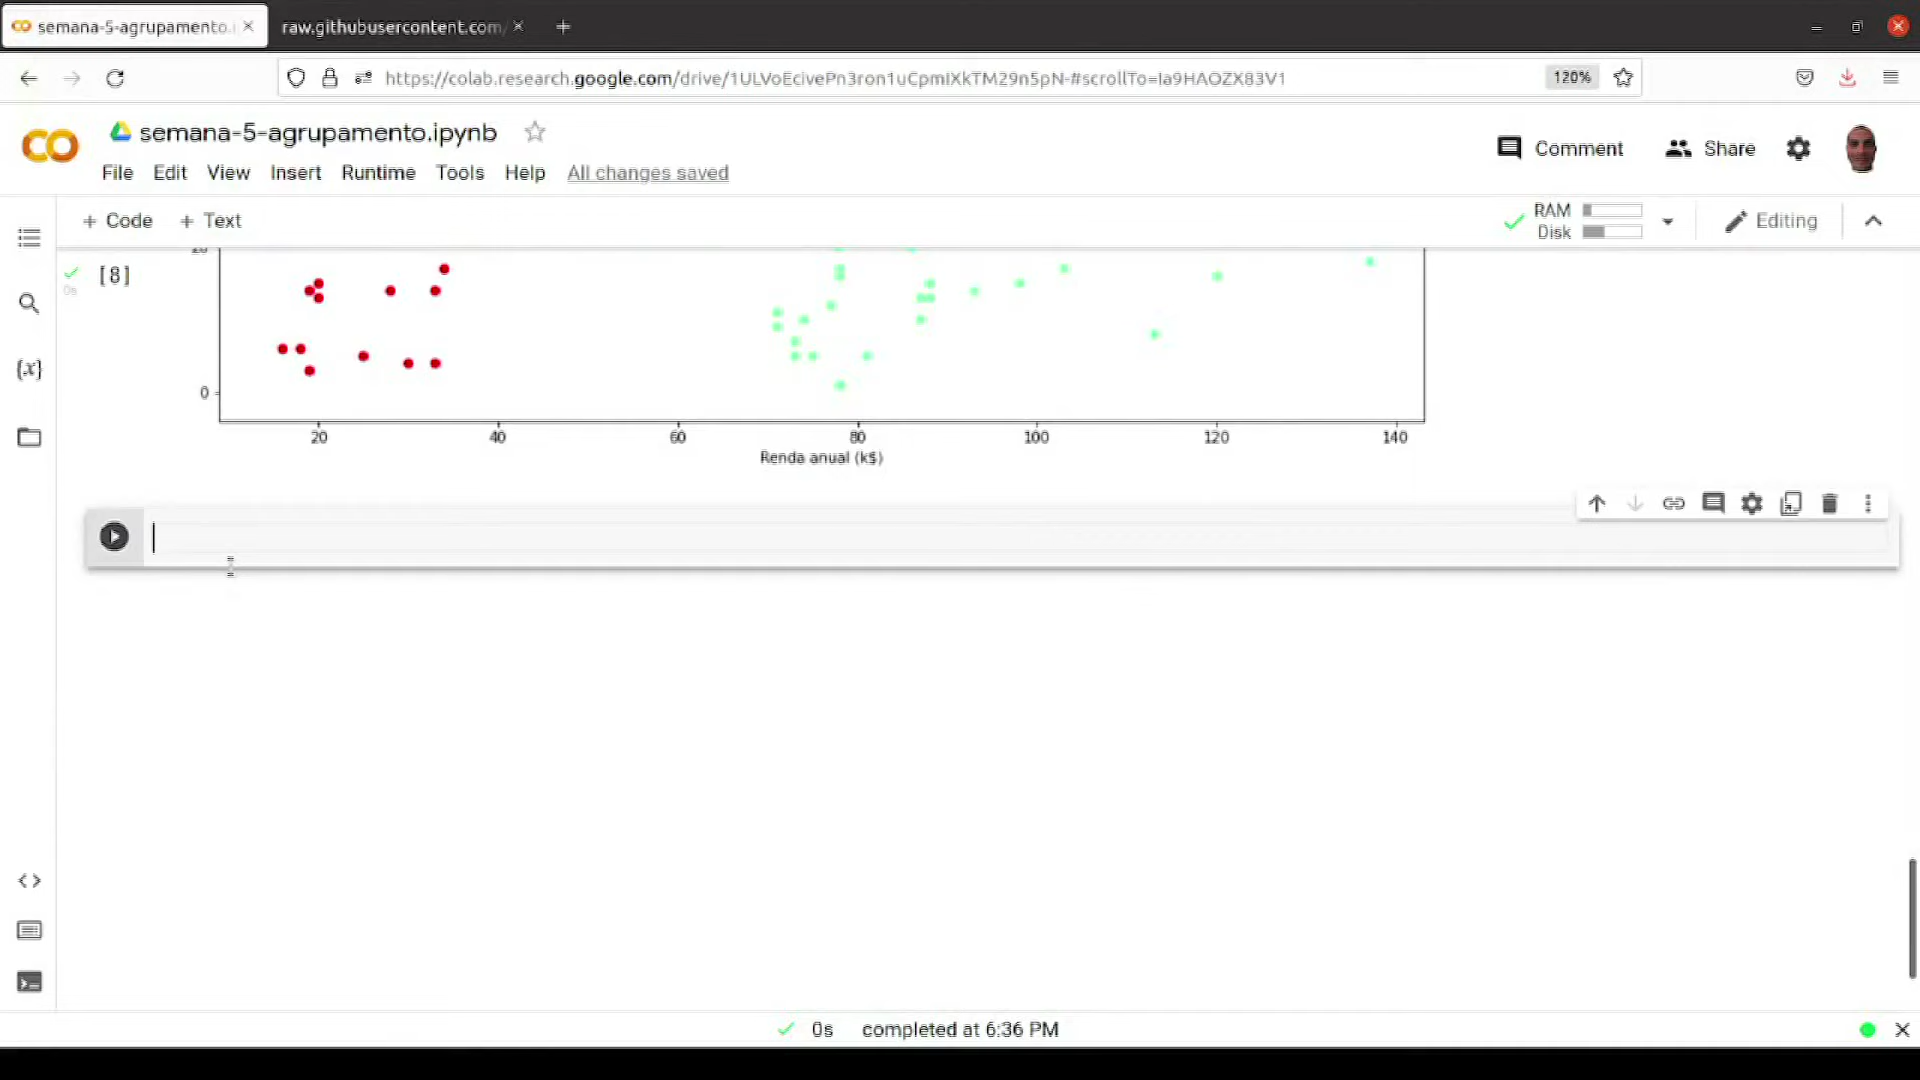 semana-5-agrupamento.i
raw.githubusercontent.com/
https://colab.research.google.com/drive/1ULVoEcivePn3ron1uCpmIXkTM29n5pN-#scrollTo=Ia9HAOZX83V1
120%
semana-5-agrupamento.ipynb
Comment
Share
File Edit View Insert Runtime Tools Help All changes saved
+ Code + Text
RAM
Disk
Editing
[8]
0s
20
0
20 40 60 80 100 120 140
Renda anual (k$)
0s completed at 6:36 PM